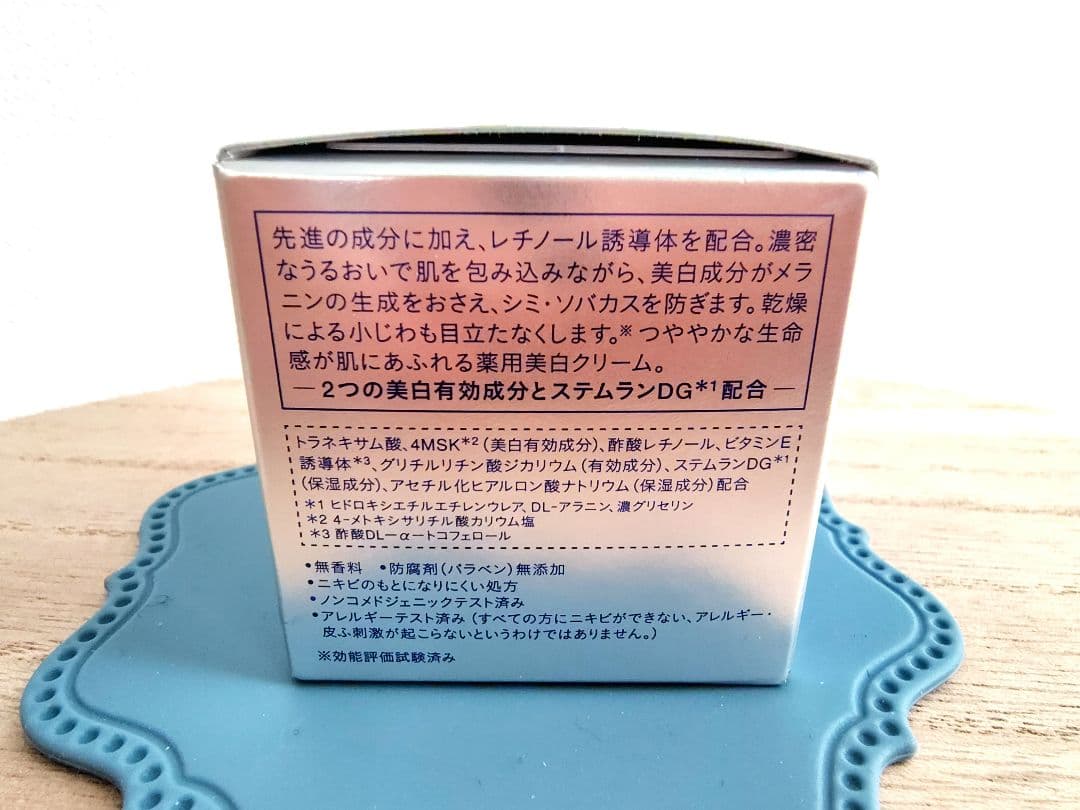 先進の成分に加え、レチノール誘導体を配合。濃密
なうるおいで肌を包み込みながら、美白成分がメラ
ニンの生成をおさえ、シミ・ソバカスを防ぎます。乾燥
による小じわも目立たなくします。※ つややかな生命
感が肌にあふれる薬用美白クリーム。
― 2つの美白有効成分とステムランDG*1 配合 ―
トラネキサム酸、4MSK*2(美白有効成分)、酢酸レチノール、ビタミンE
誘導体*3、グリチルリチン酸ジカリウム(有効成分)、ステムランDG*1
(保湿成分)、アセチル化ヒアルロン酸ナトリウム(保湿成分)配合
*1 ヒドロキシエチルエチレンウレア、DL-アラニン、濃グリセリン
*2 4-メトキシサリチル酸カリウム塩
*3 酢酸DL-α-トコフェロール
•無香料 •防腐剤(パラベン)無添加
•ニキビのもとになりにくい処方
•ノンコメドジェニックテスト済み
•アレルギーテスト済み(すべての方にニキビができない、アレルギー・
皮ふ刺激が起こらないというわけではありません。)
※効能評価試験済み